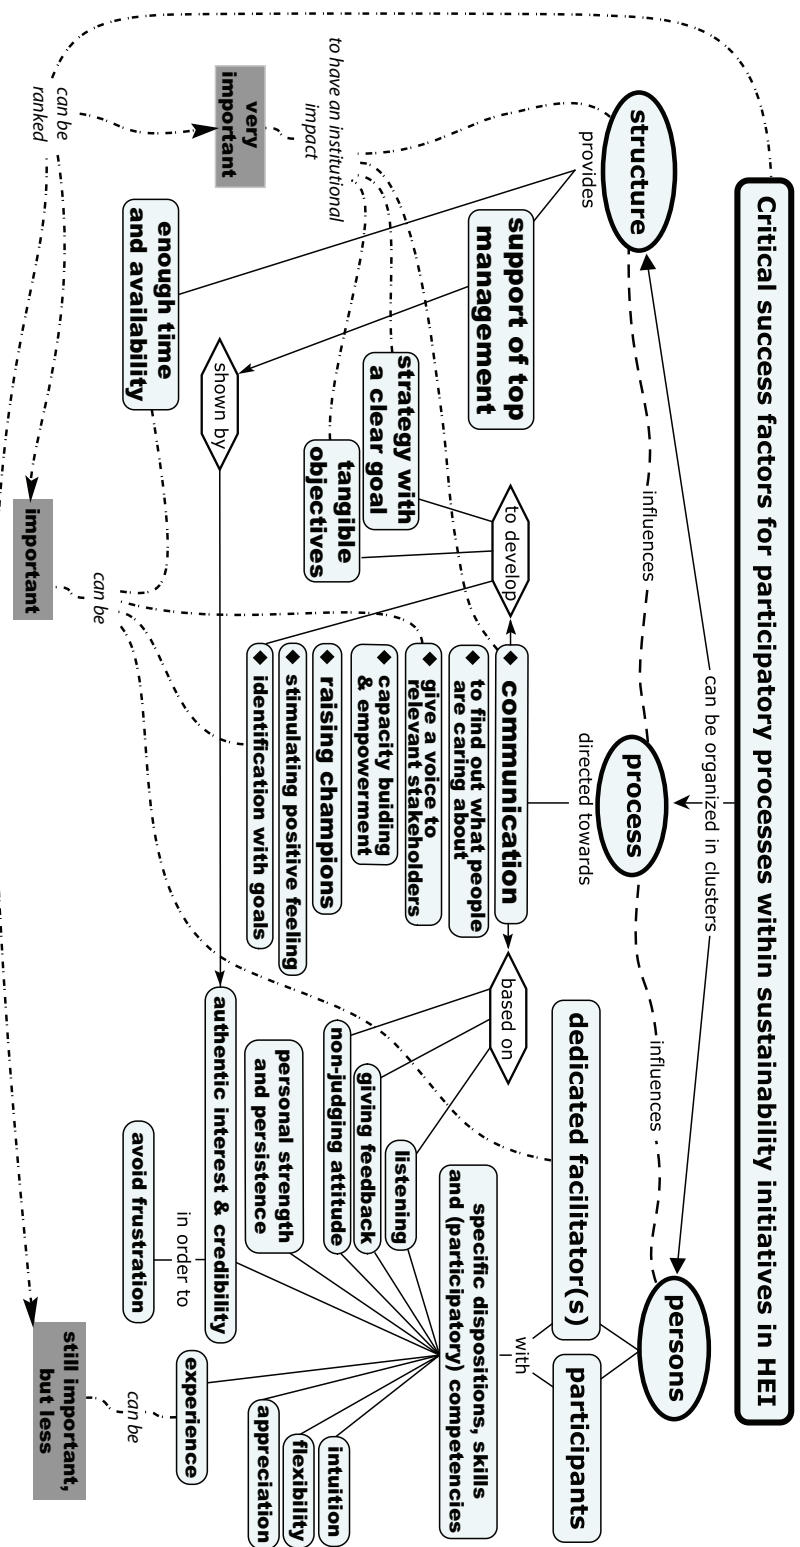 Critical success factors for participatory processes within sustainability initiatives in HEI
can be organized in clusters
structure
influences
process
influences
persons
provides
directed towards
dedicated facilitator(s)
participants
with
support of top
management
to develop
based on
◆ communication
◆ to find out what people
are caring about
◆ give a voice to
relevant stakeholders
◆ capacity buiding
& empowerment
◆ raising champions
◆ stimulating positive feeling
◆ identification with goals
strategy with
a clear goal
tangible
objectives
specific dispositions, skills
and (participatory) competencies
listening
giving feedback
non-judging attitude
personal strength
and persistence
authentic interest & credibility
intuition
flexibility
appreciation
experience
to have an institutional
impact
very
important
shown by
enough time
and availability
in order to
avoid frustration
can be
can be
ranked
can be
important
still important,
but less